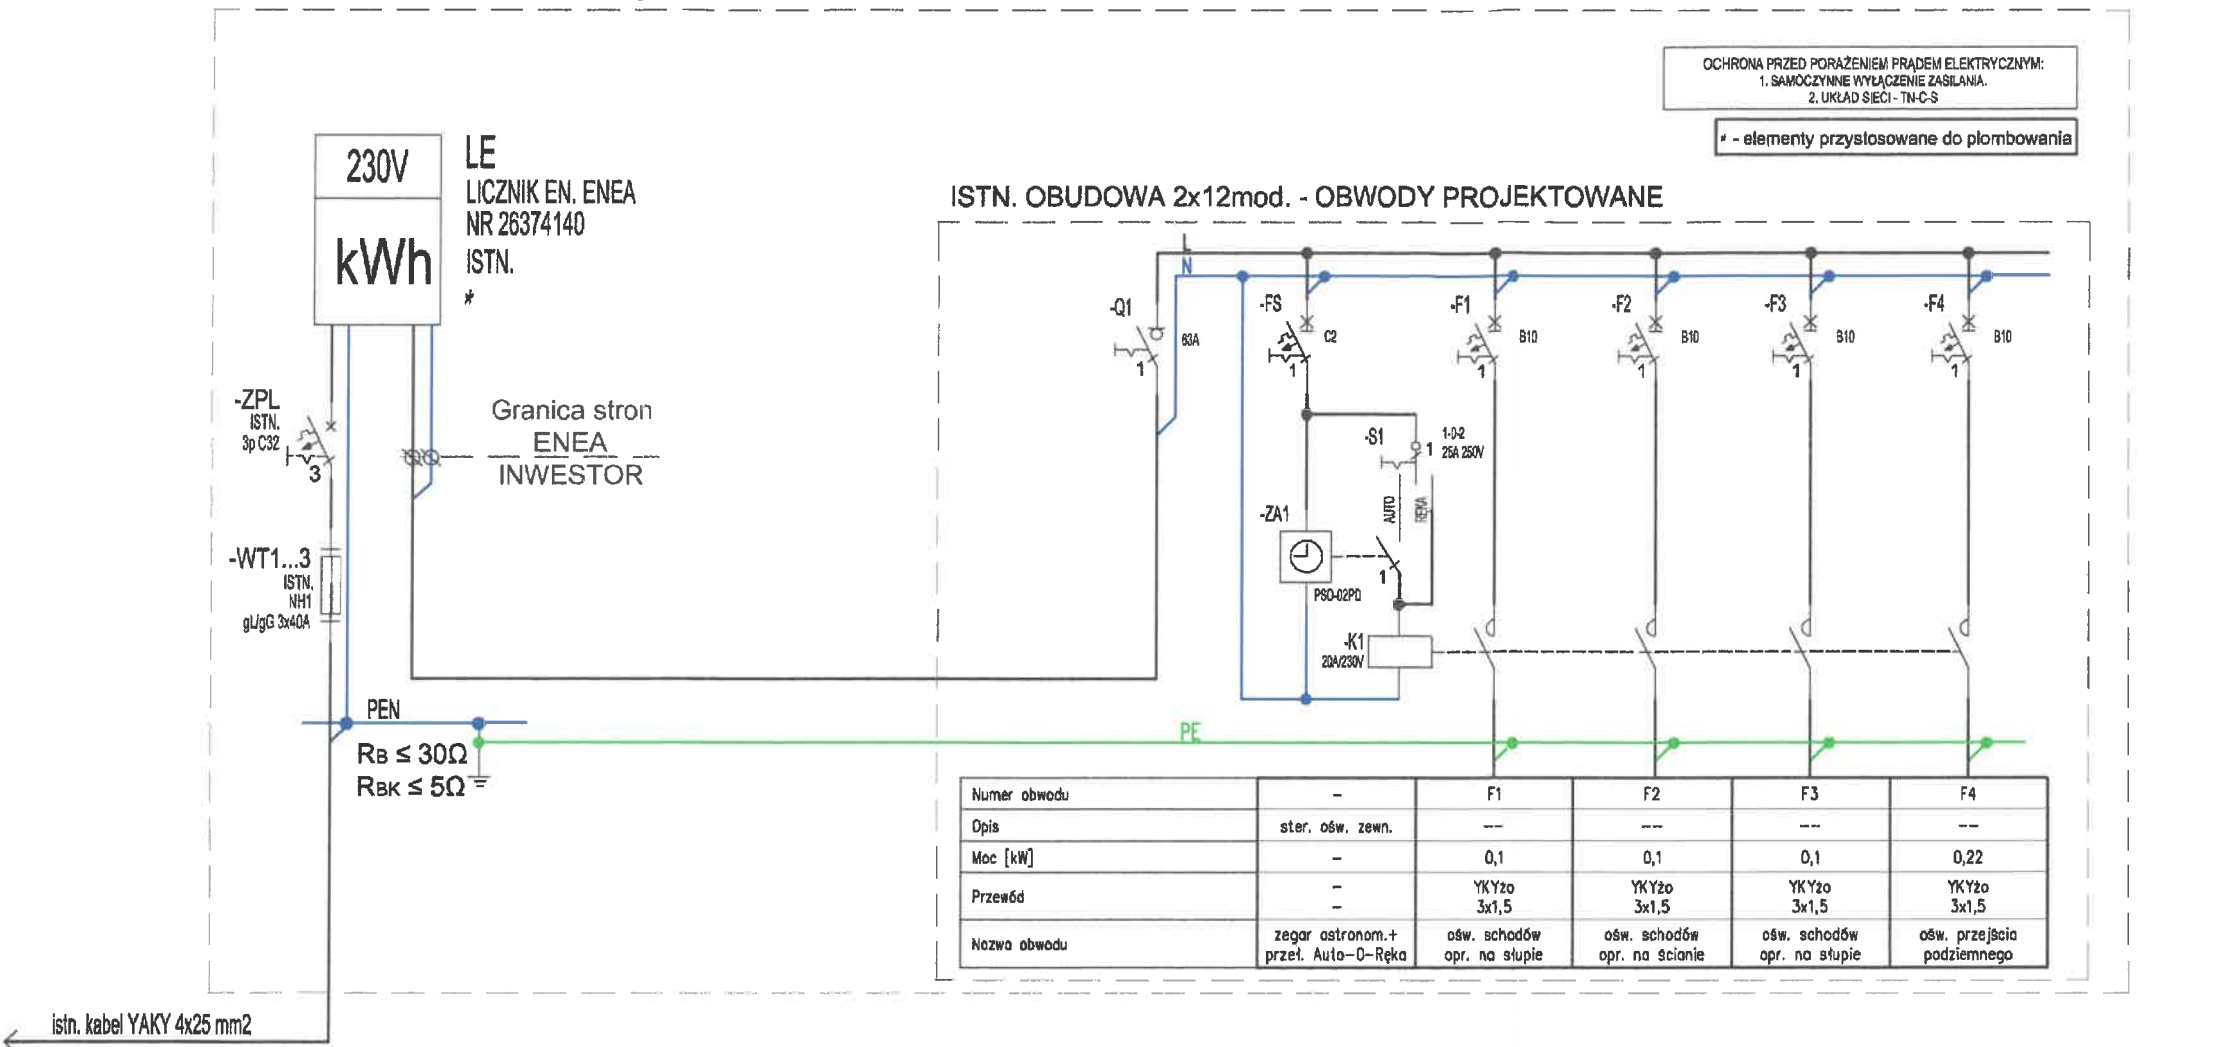 OCHRONA PRZED PORAŻENIEM PRĄDEM ELEKTRYCZNYM:
1. SAMOCZYNNE WYŁĄCZENIE ZASILANIA.
2. UKŁAD SIECI - TN-C-S
* - elementy przystosowane do plombowania
230V
kWh
LE
LICZNIK EN. ENEA
NR 26374140
ISTN.
*
ISTN. OBUDOWA 2x12mod. - OBWODY PROJEKTOWANE
L
N
-Q1
63A
1
-FS
C2
1
-F1
B10
1
-F2
B10
1
-F3
B10
1
-F4
B10
1
-ZPL
ISTN.
3p C32
3
Granica stron
ENEA
INWESTOR
-S1
1
1-0-2
25A 250V
AUTO
RĘKA
-ZA1
1
PSO-02PD
-WT1...3
ISTN.
NH1
gL/gG 3x40A
-K1
20A/230V
PEN
PE
RB ≤ 30Ω
RBK ≤ 5Ω
Numer obwodu - F1 F2 F3 F4
Opis ster. ośw. zewn. -- -- -- --
Moc [kW] - 0,1 0,1 0,1 0,22
Przewód
- YKYżo YKYżo YKYżo YKYżo
- 3x1,5 3x1,5 3x1,5 3x1,5
Nazwa obwodu
zegar astronom.+ ośw. schodów ośw. schodów ośw. schodów ośw. przejścia
przeł. Auto-0-Ręka opr. na słupie opr. na ścianie opr. na słupie podziemnego
istn. kabel YAKY 4x25 mm2